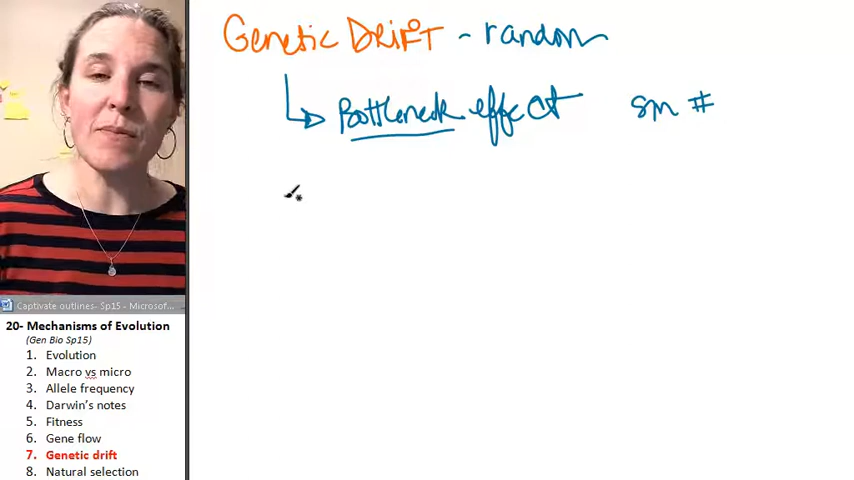 Genetic Drift - random
Bottleneck effect sm #
Captivate outlines- Sp15 - Microsof...
20- Mechanisms of Evolution
(Gen Bio Sp15)
1. Evolution
2. Macro vs micro
3. Allele frequency
4. Darwin's notes
5. Fitness
6. Gene flow
7. Genetic drift
8. Natural selection